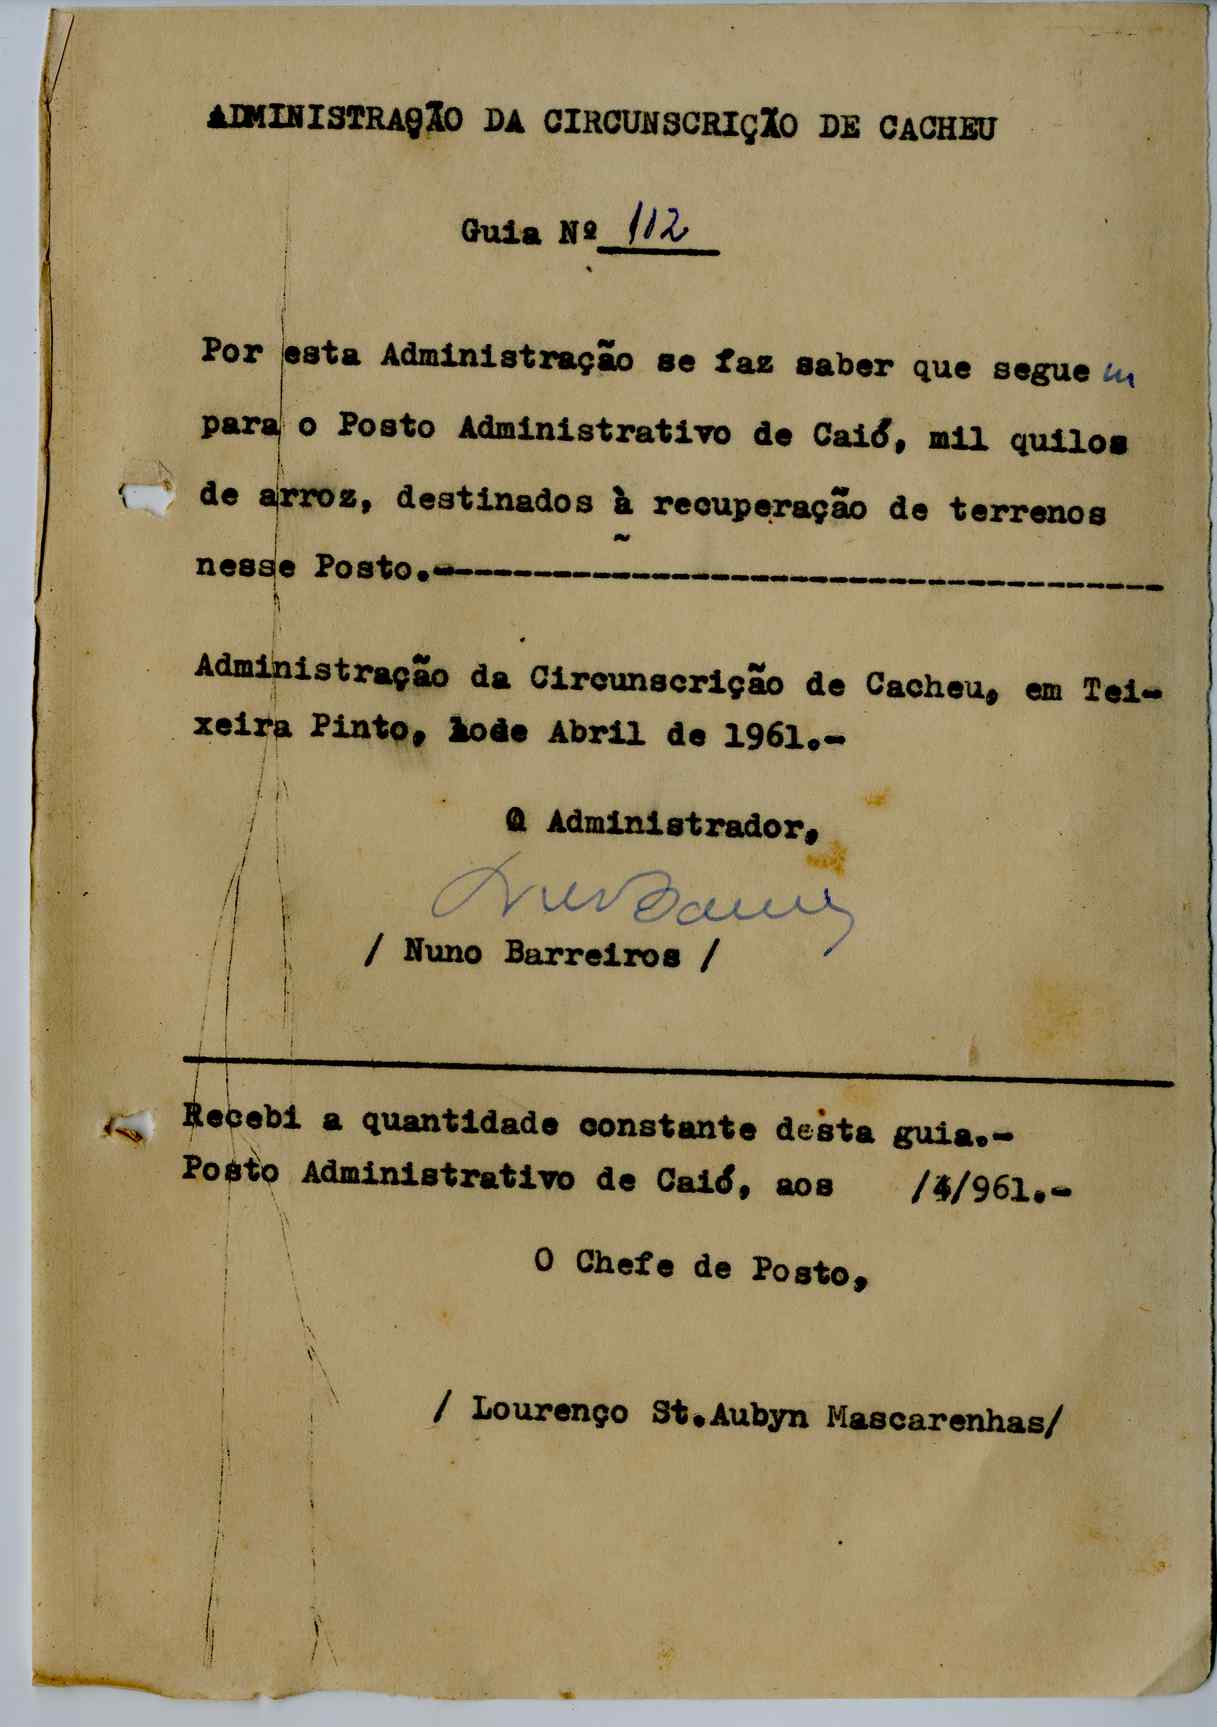 ADMINISTRAÇÃO DA CIRCUNSCRIÇÃO DE CACHEU
Guia Nº 112
Por esta Administração se faz saber que seguem
para o Posto Administrativo de Caió, mil quilos
de arroz, destinados à recuperação de terrenos
nesse Posto.-------------------------------------
Administração da Circunscrição de Cacheu, em Tei-
xeira Pinto, de Abril de 1961.-
O Administrador,
/ Nuno Barreiros /
Recebi a quantidade constante desta guia.-
Posto Administrativo de Caió, aos /4/961.-
O Chefe de Posto,
/ Lourenço St.Aubyn Mascarenhas/